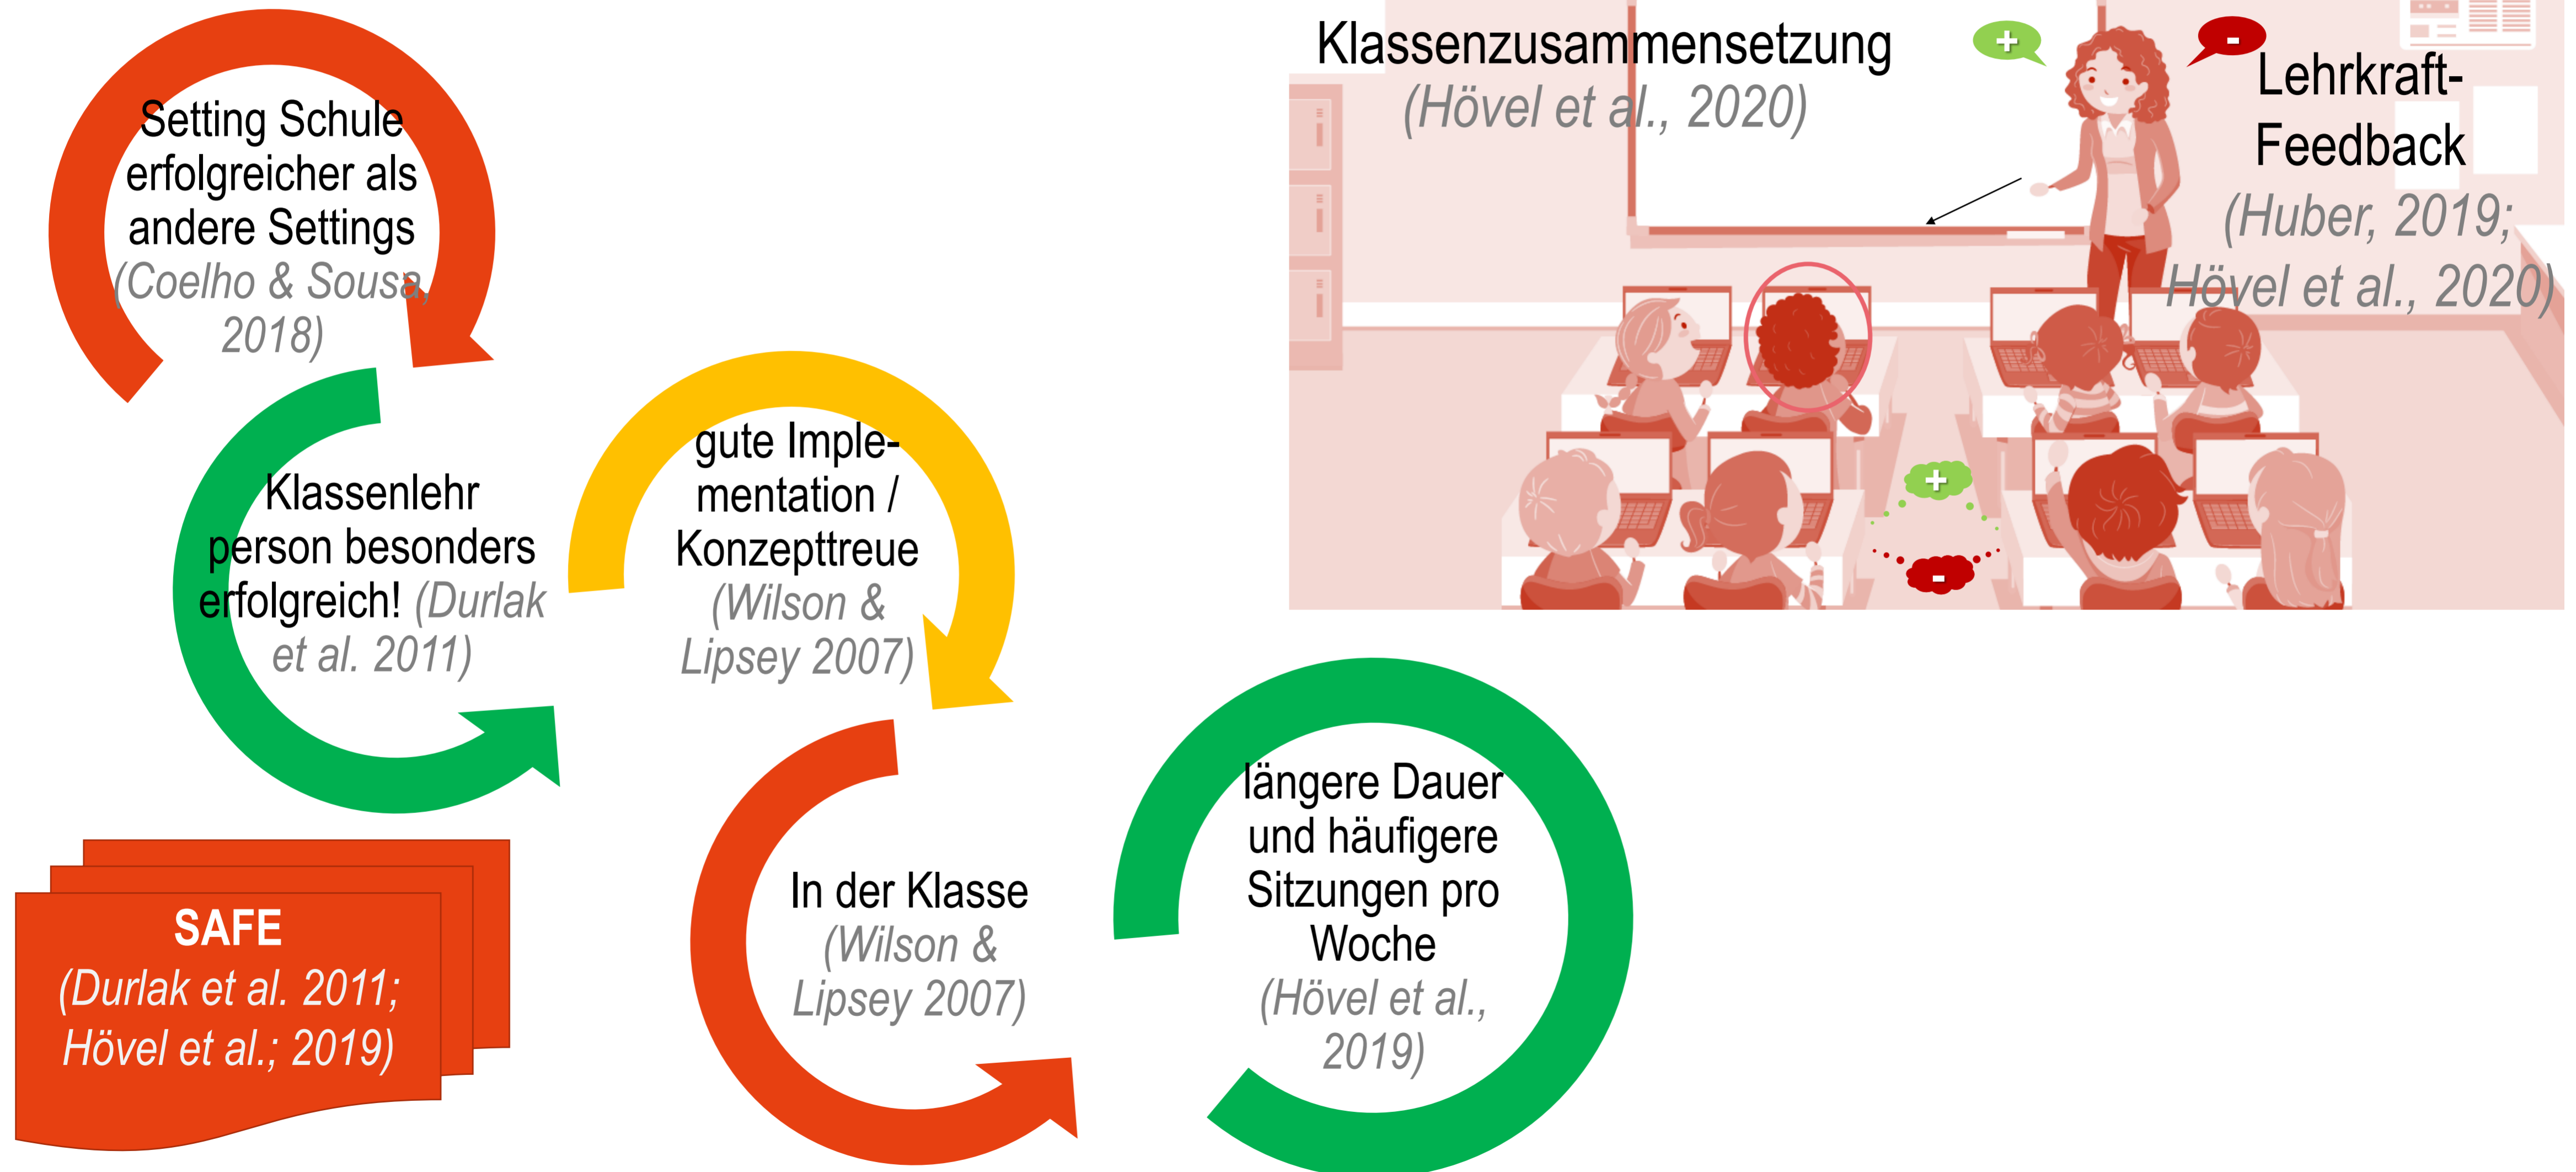 Setting Schule
erfolgreicher als
andere Settings
(Coelho & Sousa,
2018)
Klassenlehr
person besonders
erfolgreich! (Durlak
et al. 2011)
gute Imple-
mentation /
Konzepttreue
(Wilson &
Lipsey 2007)
In der Klasse
(Wilson &
Lipsey 2007)
längere Dauer
und häufigere
Sitzungen pro
Woche
(Hövel et al.,
2019)
SAFE
(Durlak et al. 2011;
Hövel et al.; 2019)
Klassenzusammensetzung
(Hövel et al., 2020)
+
-
Lehrkraft-
Feedback
(Huber, 2019;
Hövel et al., 2020)
+
-